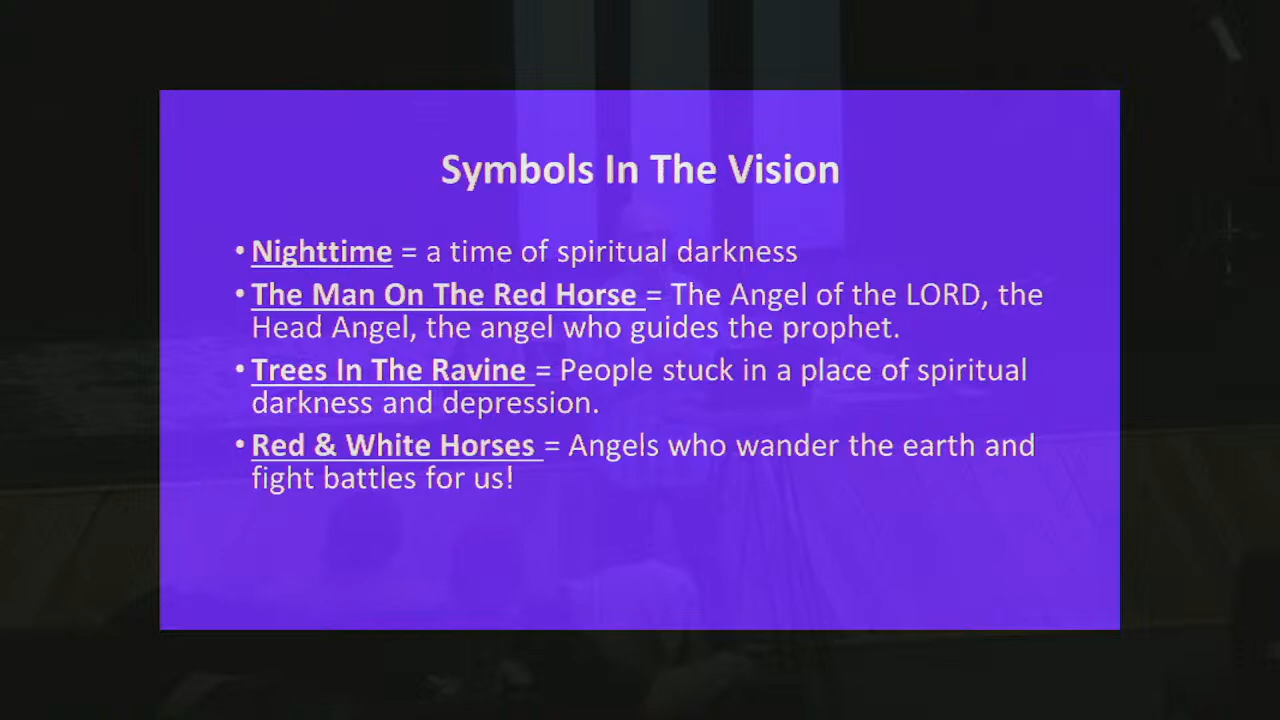 Symbols In The Vision
• Nighttime = a time of spiritual darkness
• The Man On The Red Horse = The Angel of the LORD, the
Head Angel, the angel who guides the prophet.
• Trees In The Ravine = People stuck in a place of spiritual
darkness and depression.
• Red & White Horses = Angels who wander the earth and
fight battles for us!